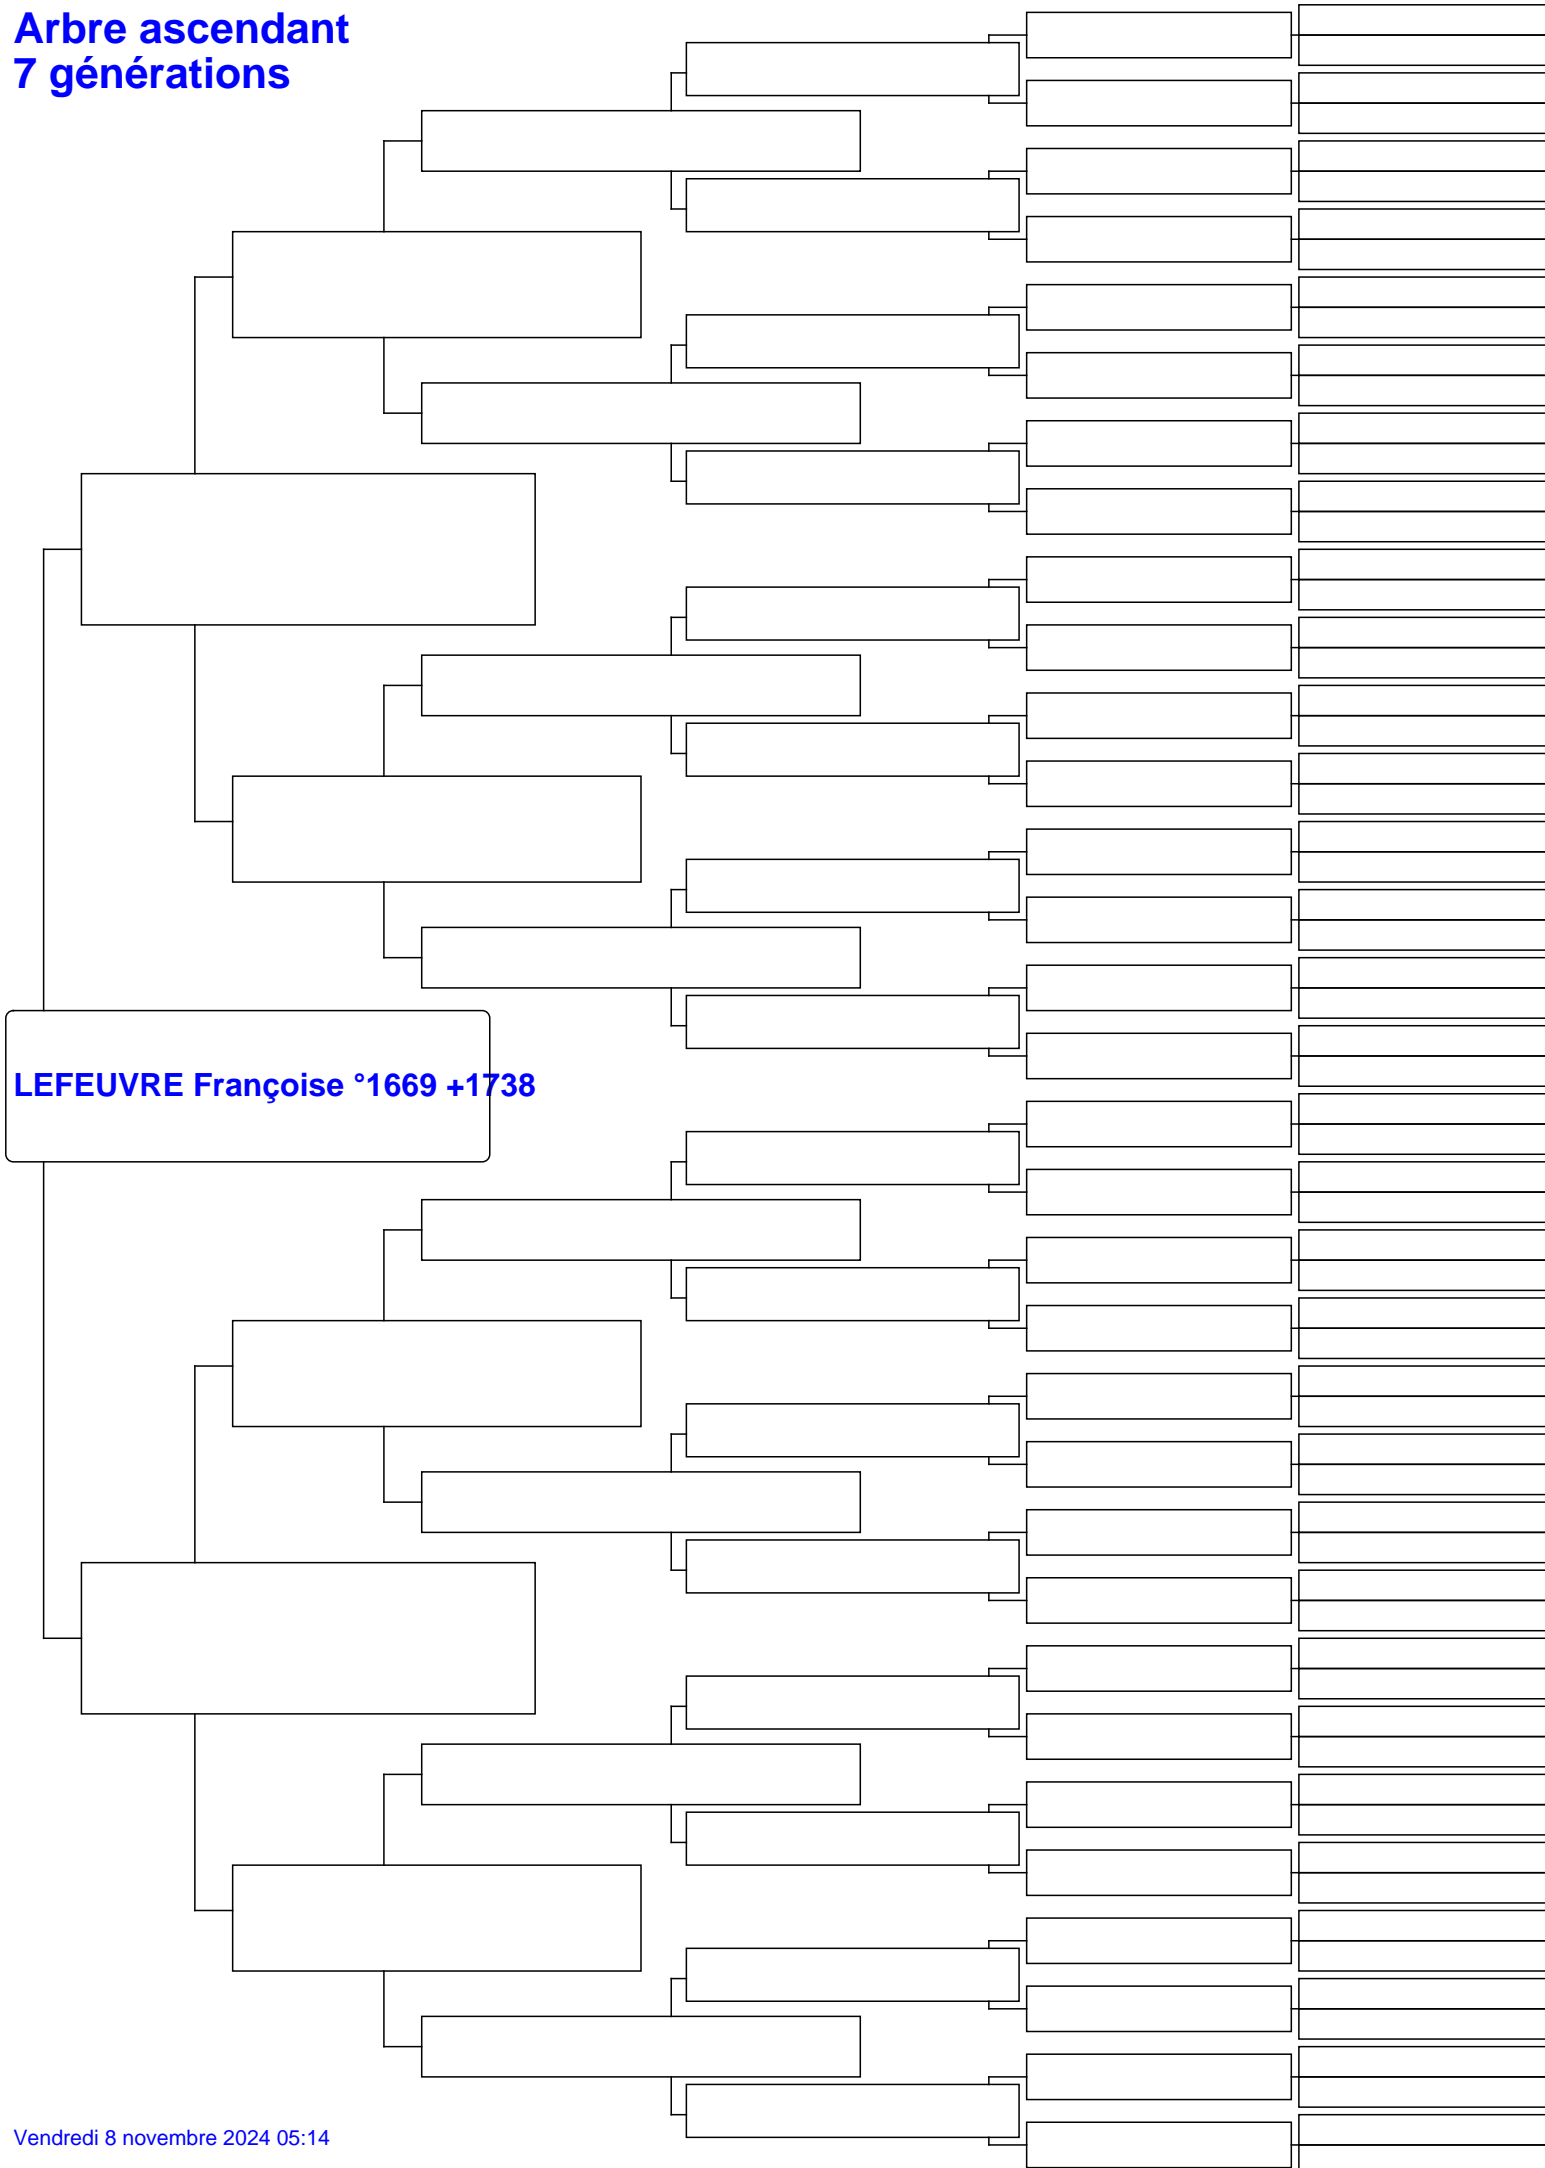 Arbre ascendant
7 générations
LEFEUVRE Françoise °1669 +1738
Vendredi 8 novembre 2024 05:14